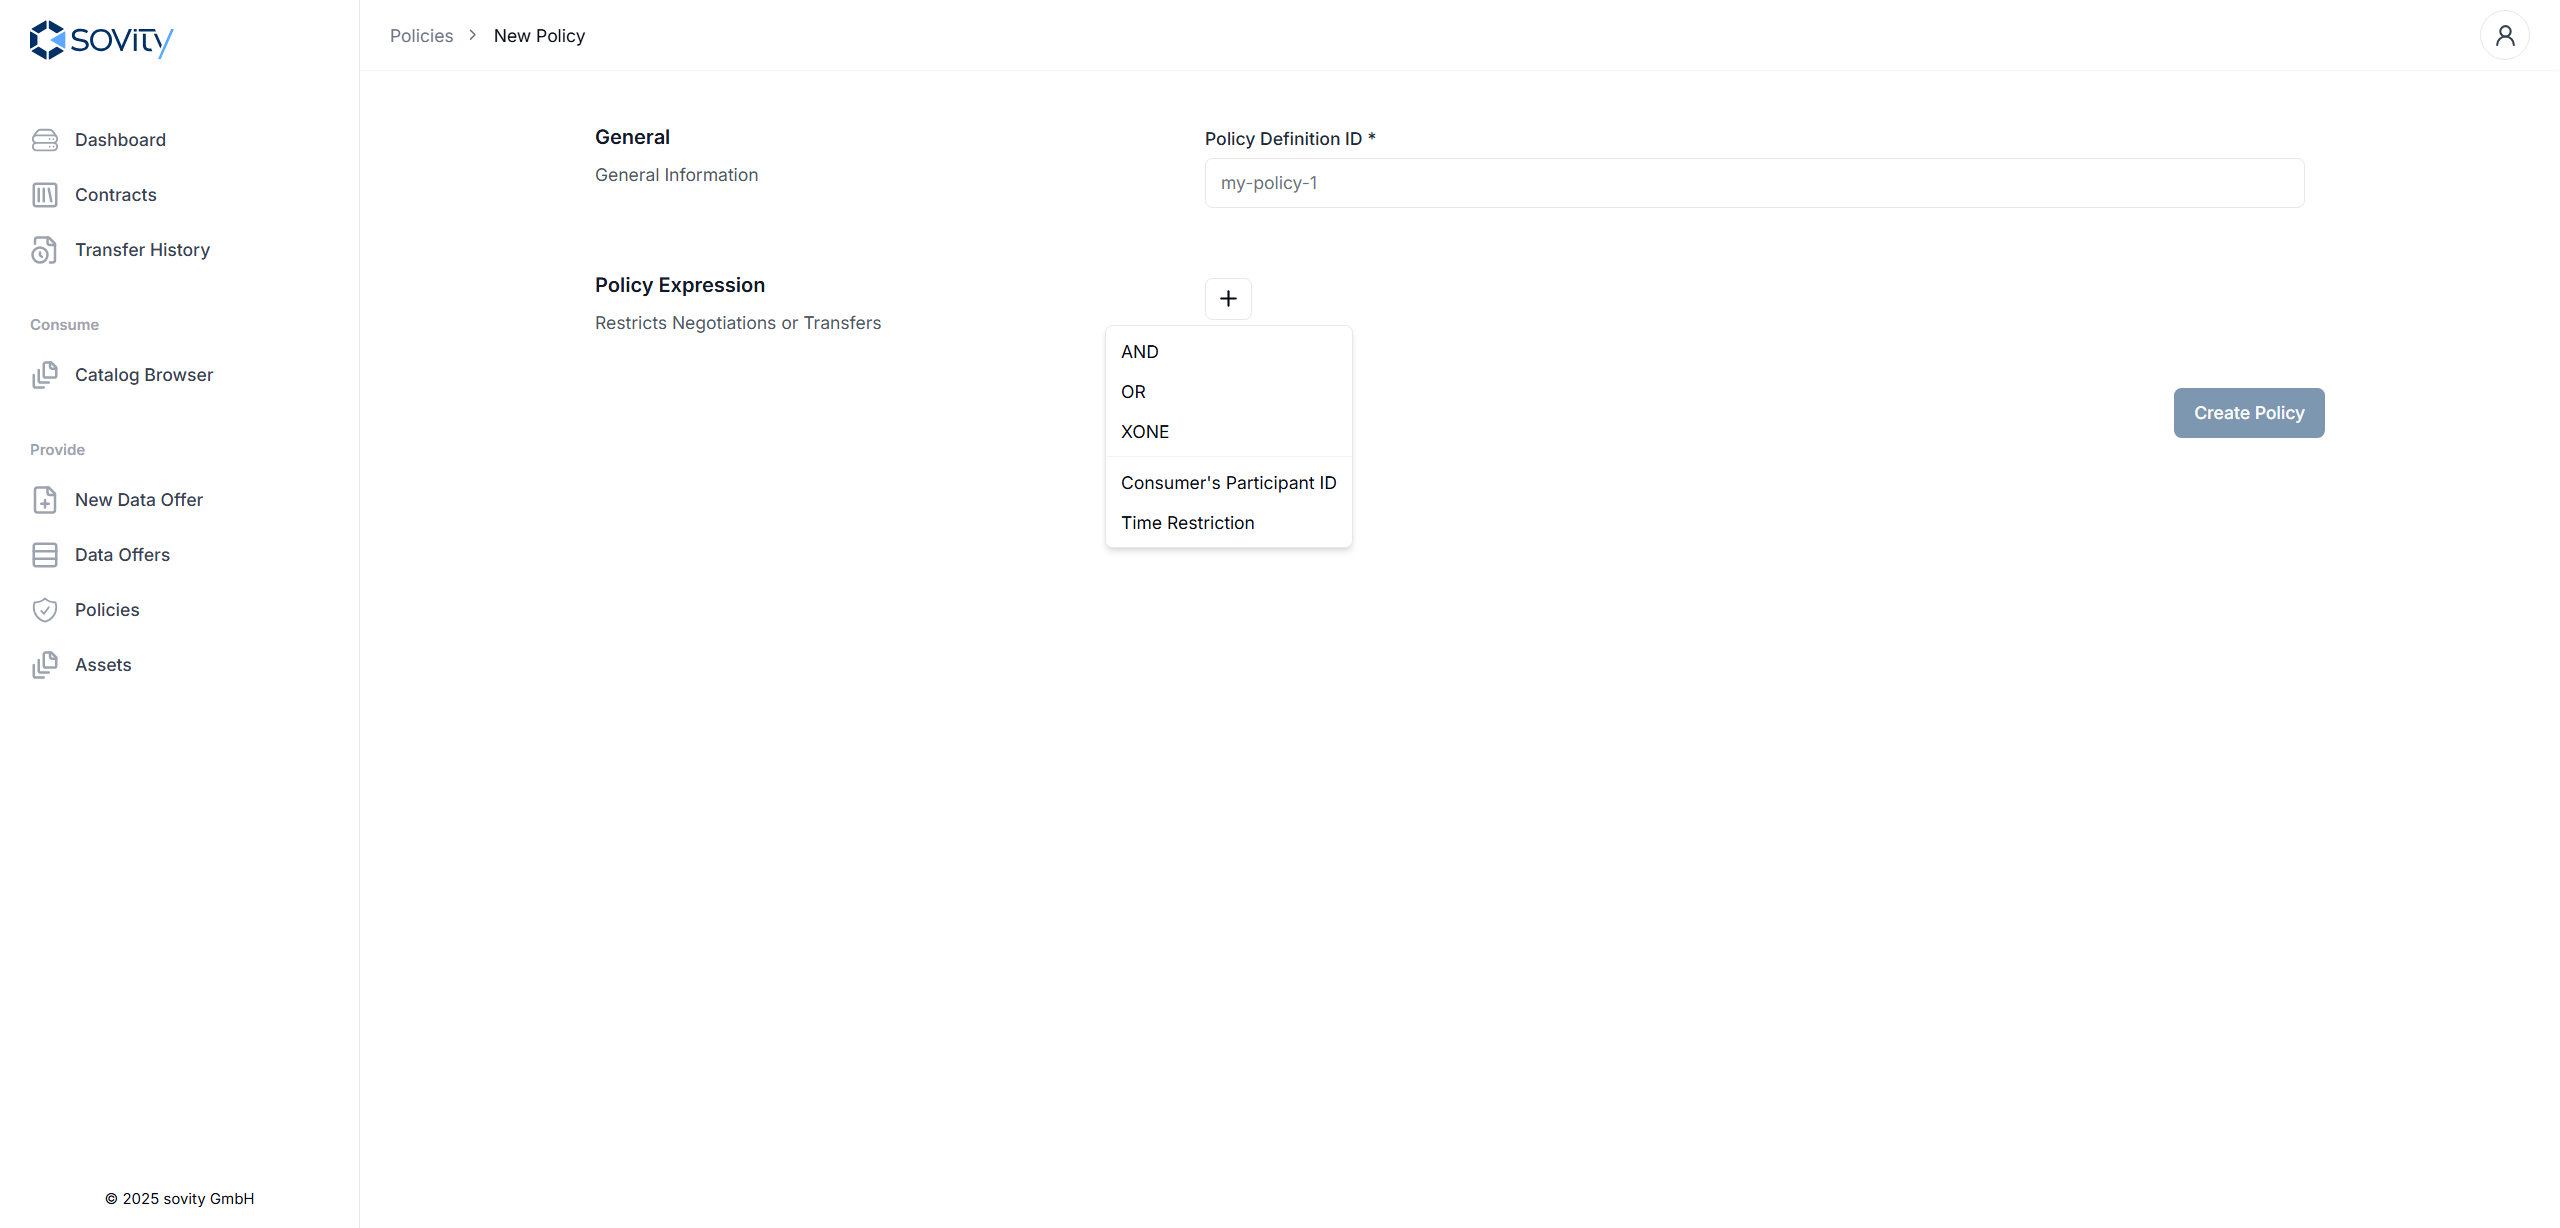 sovity
Dashboard
Contracts
Transfer History
Consume
Catalog Browser
Provide
New Data Offer
Data Offers
Policies
Assets
© 2025 sovity GmbH
Policies > New Policy
General
General Information
Policy Definition ID *
my-policy-1
Policy Expression
Restricts Negotiations or Transfers
AND
OR
XONE
Consumer's Participant ID
Time Restriction
Create Policy